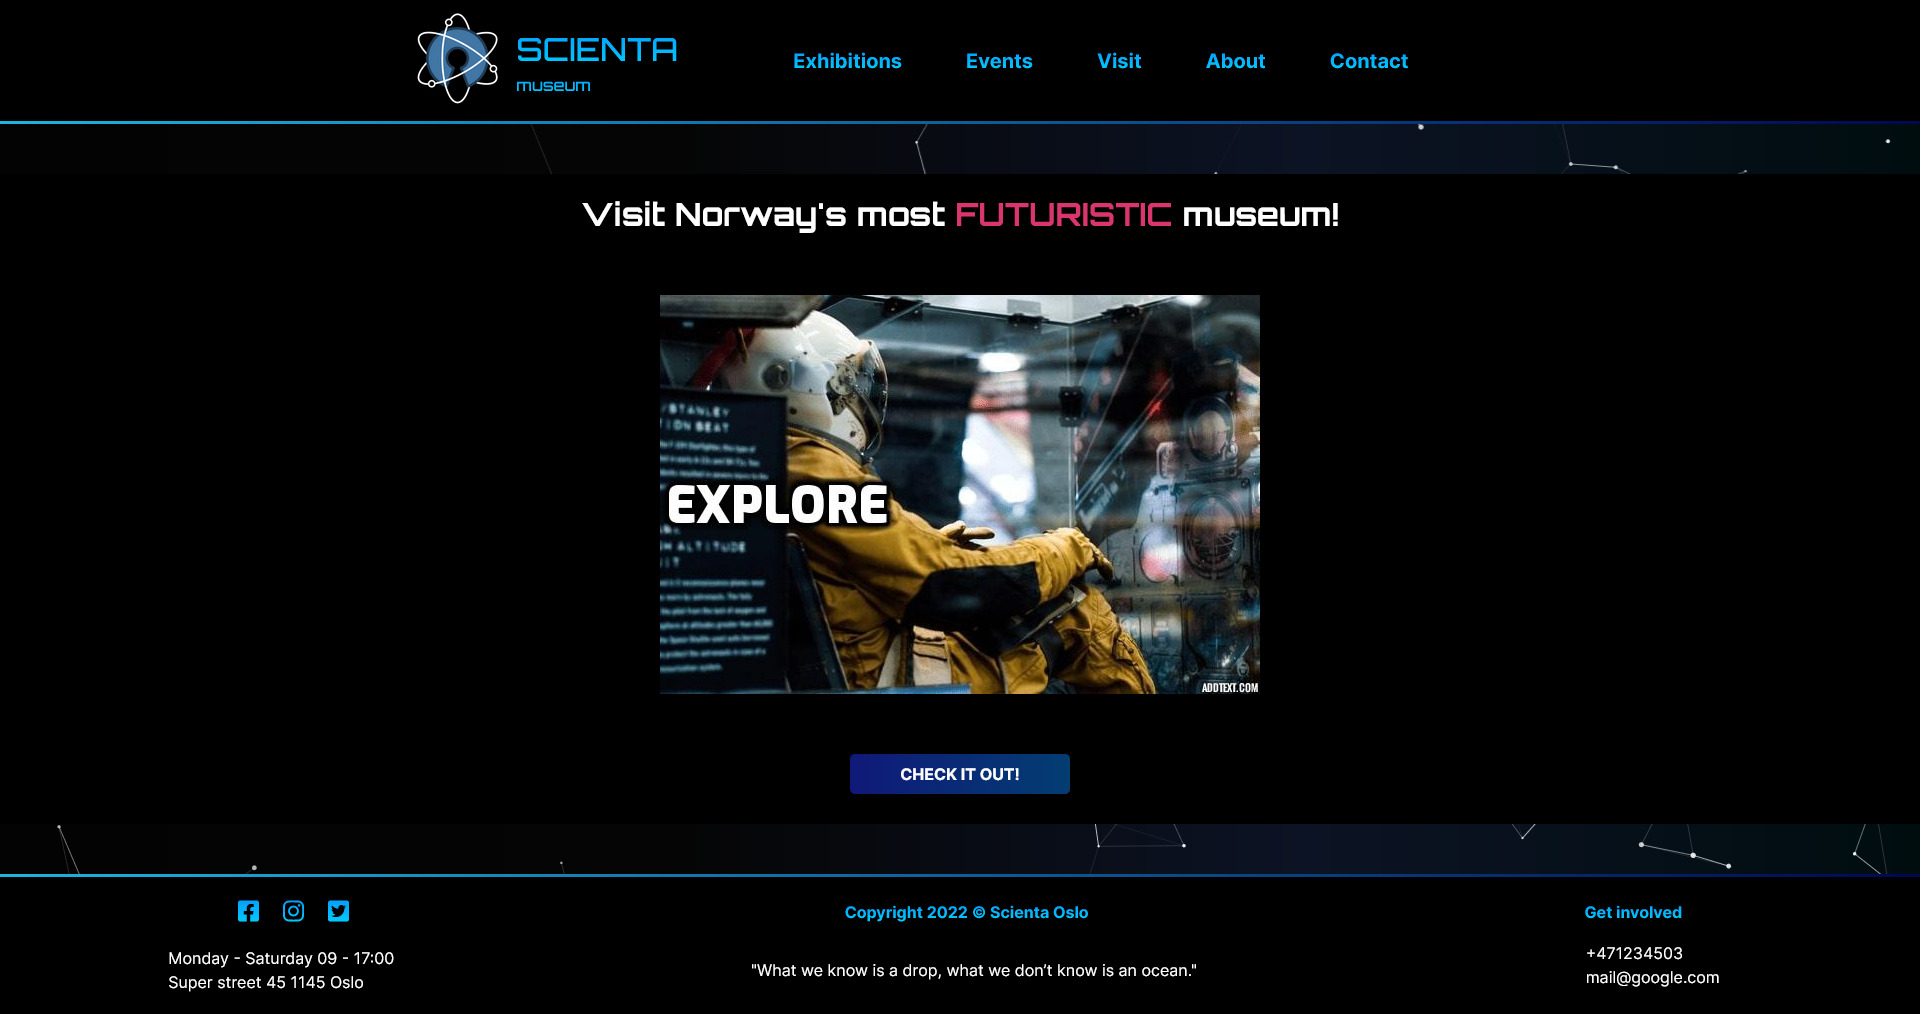 SCIENTA
museum
Exhibitions Events Visit About Contact
Visit Norway's most FUTURISTIC museum!
STANLEY
ION BEAT
EXPLORE
H ALTITUDE
ADDTEXT.COM
CHECK IT OUT!
Copyright 2022 © Scienta Oslo
Get involved
Monday - Saturday 09 - 17:00
Super street 45 1145 Oslo
"What we know is a drop, what we don’t know is an ocean."
+471234503
mail@google.com